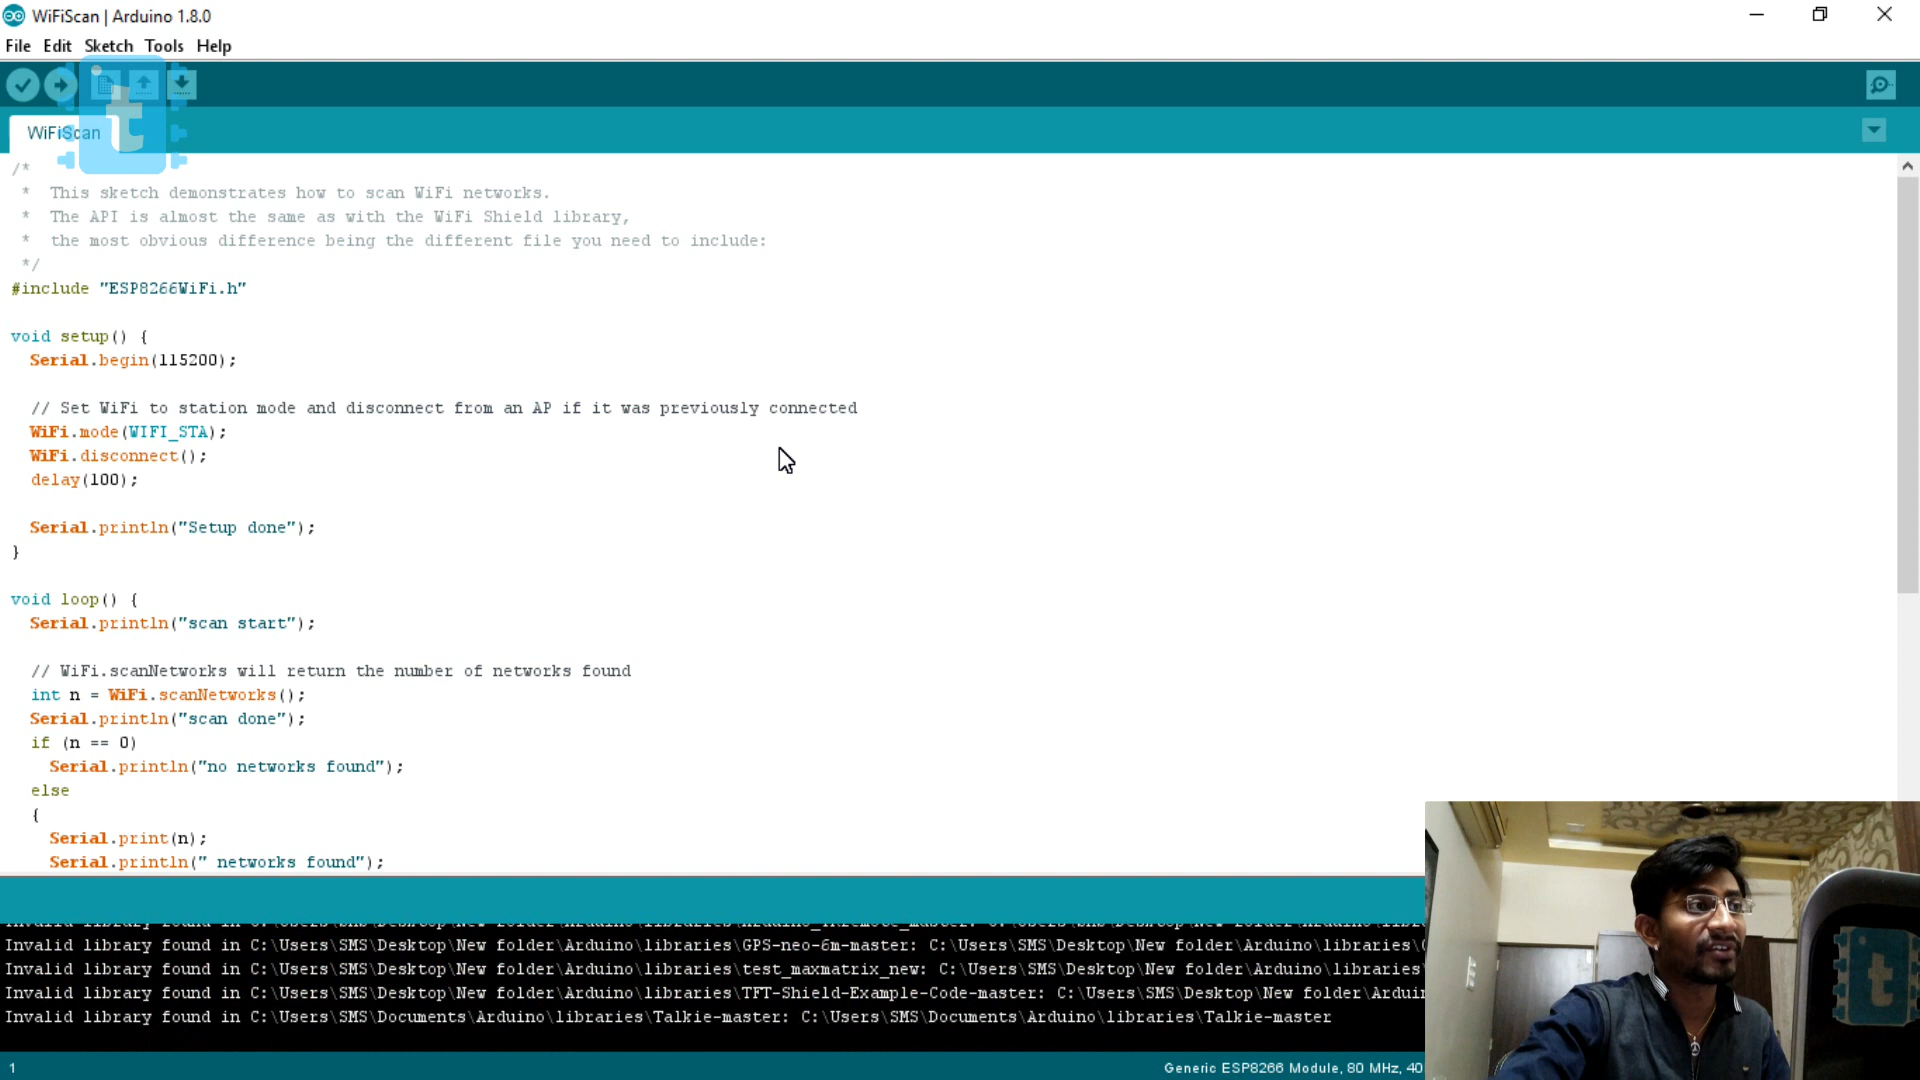 WiFiScan | Arduino 1.8.0
File Edit Sketch Tools Help
t
WiFiScan
/*
 *  This sketch demonstrates how to scan WiFi networks.
 *  The API is almost the same as with the WiFi Shield library,
 *  the most obvious difference being the different file you need to include:
 */
#include "ESP8266WiFi.h"
void setup() {
  Serial.begin(115200);
  // Set WiFi to station mode and disconnect from an AP if it was previously connected
  WiFi.mode(WIFI_STA);
  WiFi.disconnect();
  delay(100);
  Serial.println("Setup done");
}
void loop() {
  Serial.println("scan start");
  // WiFi.scanNetworks will return the number of networks found
  int n = WiFi.scanNetworks();
  Serial.println("scan done");
  if (n == 0)
    Serial.println("no networks found");
  else
  {
    Serial.print(n);
    Serial.println(" networks found");
Invalid library found in C:\Users\SMS\Desktop\New folder\Arduino\libraries\GPS-neo-6m-master: C:\Users\SMS\Desktop\New folder\Arduino\libraries\
Invalid library found in C:\Users\SMS\Desktop\New folder\Arduino\libraries\test_maxmatrix_new: C:\Users\SMS\Desktop\New folder\Arduino\libraries
Invalid library found in C:\Users\SMS\Desktop\New folder\Arduino\libraries\TFT-Shield-Example-Code-master: C:\Users\SMS\Desktop\New folder\Arduin
Invalid library found in C:\Users\SMS\Documents\Arduino\libraries\Talkie-master: C:\Users\SMS\Documents\Arduino\libraries\Talkie-master
1
Generic ESP8266 Module, 80 MHz, 40
t